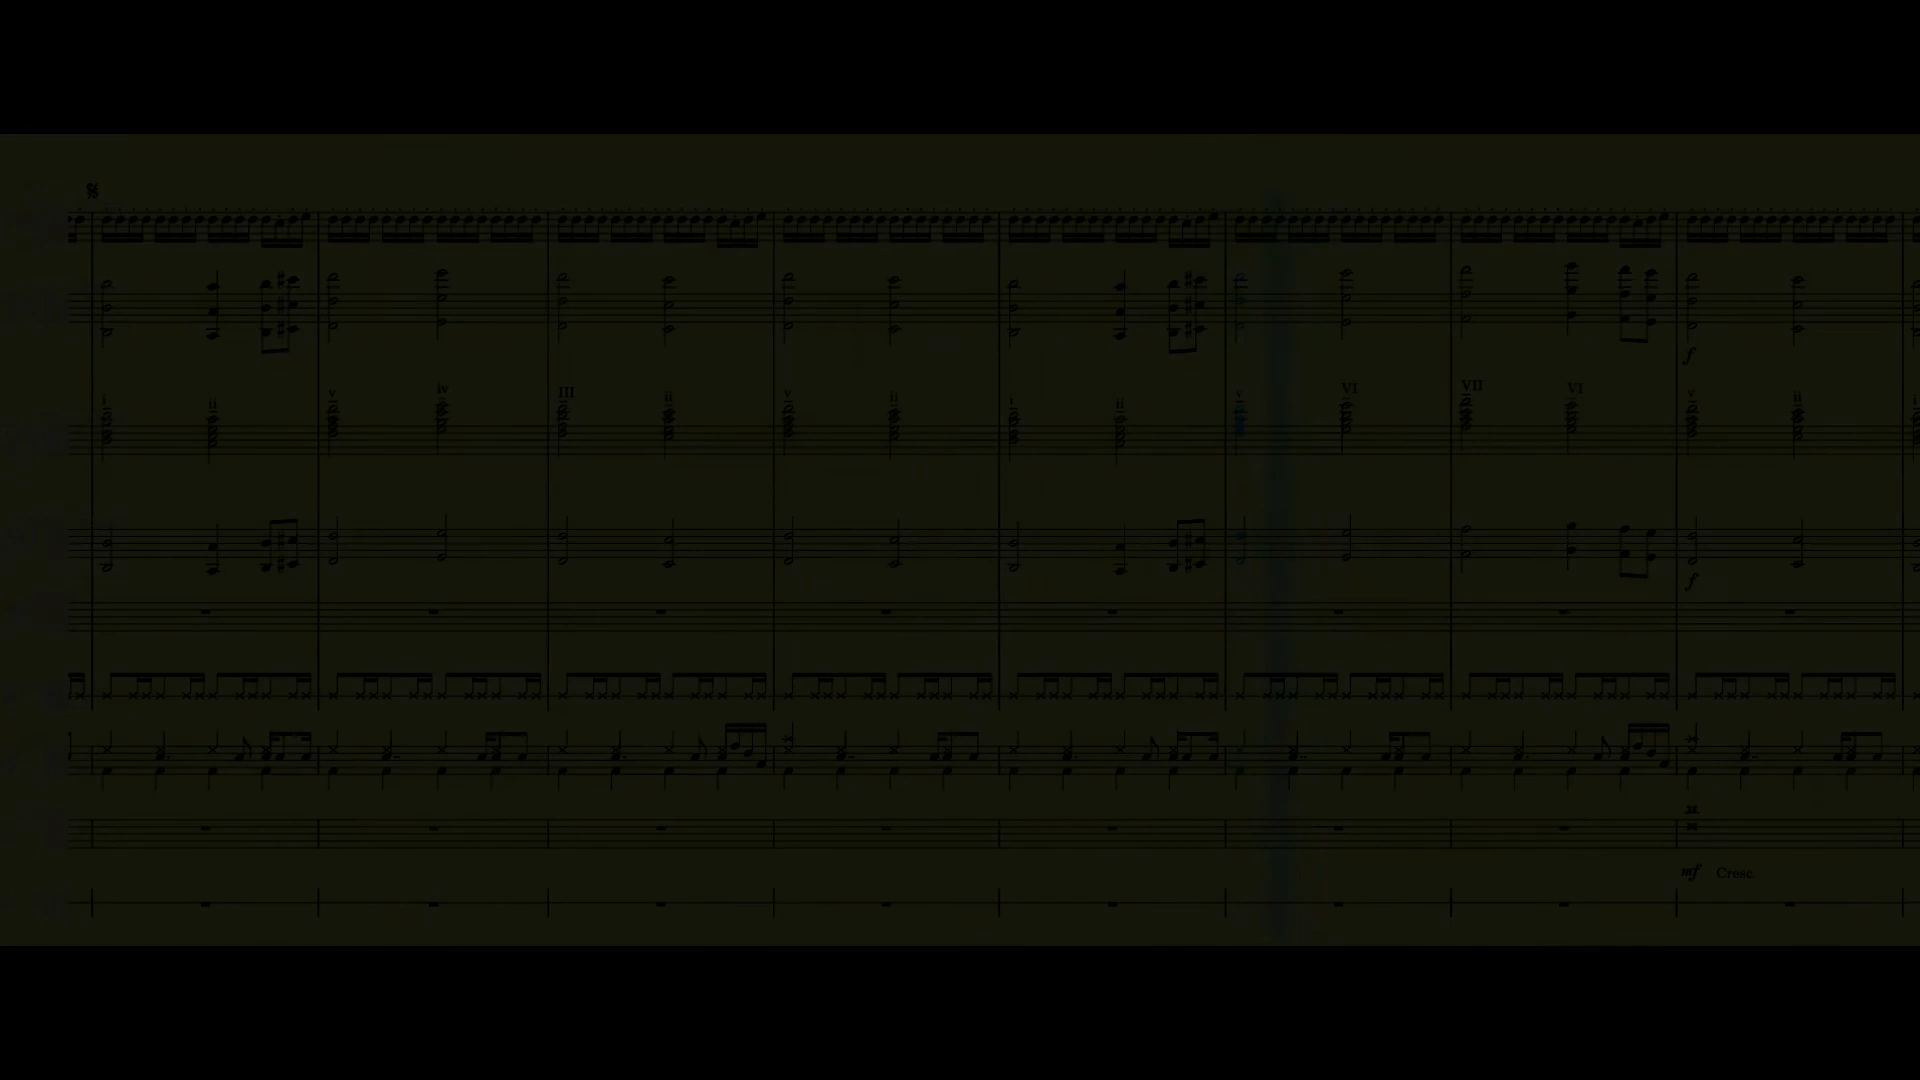 i ii v iv III ii v ii i ii v VI VII VI v ii i
f
f
mf Cresc.